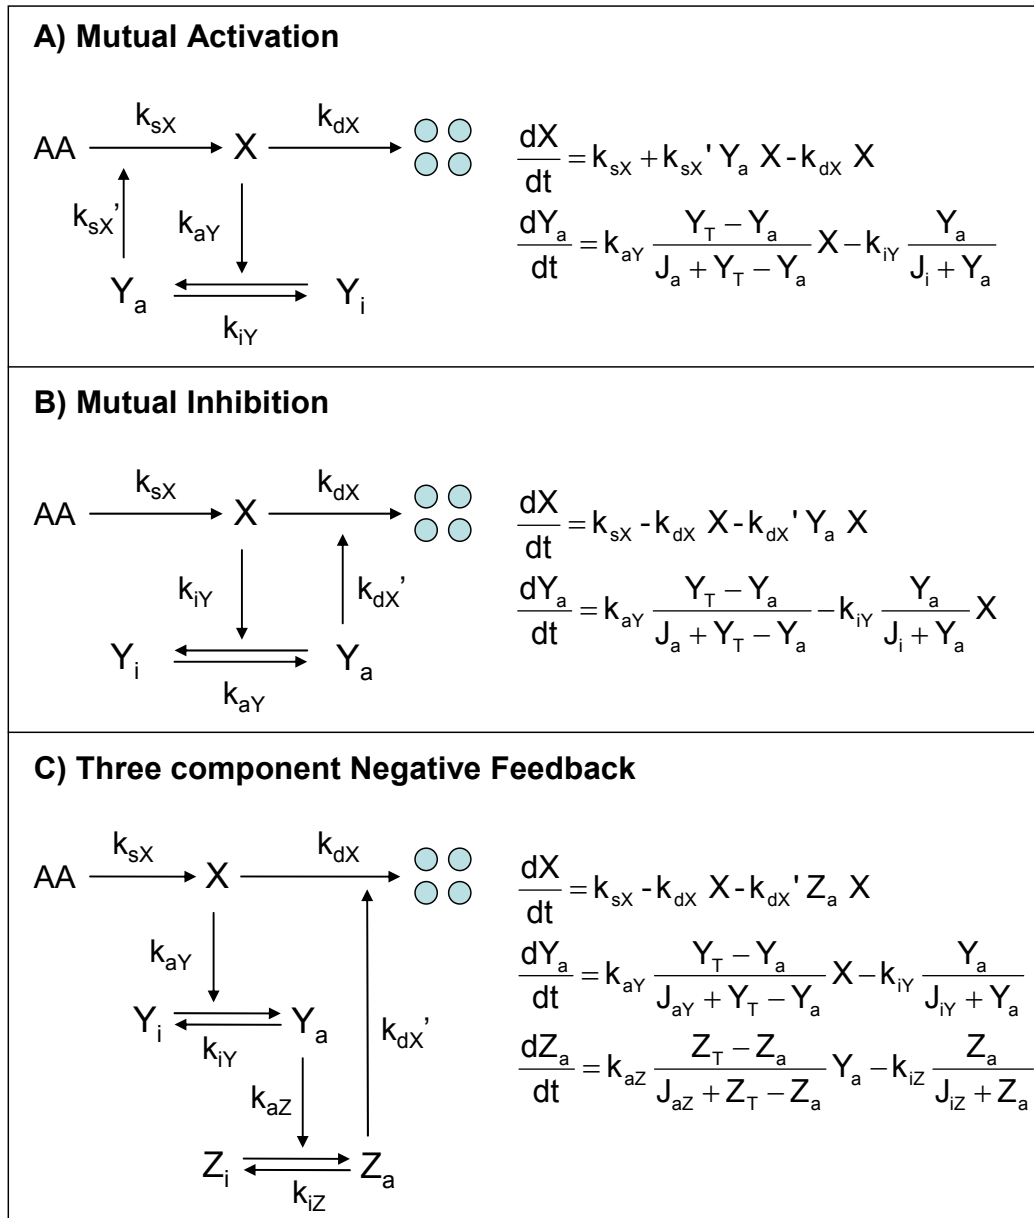 A) Mutual Activation
k_sX k_dX
AA X
k_sX' k_aY
Y_a Y_i
k_iY
dX/dt = k_sX + k_sX' Y_a X - k_dX X
dY_a/dt = k_aY (Y_T − Y_a)/(J_a + Y_T − Y_a) X − k_iY Y_a/(J_i + Y_a)
B) Mutual Inhibition
k_sX k_dX
AA X
k_iY k_dX'
Y_i Y_a
k_aY
dX/dt = k_sX - k_dX X - k_dX' Y_a X
dY_a/dt = k_aY (Y_T − Y_a)/(J_a + Y_T − Y_a) − k_iY Y_a/(J_i + Y_a) X
C) Three component Negative Feedback
k_sX k_dX
AA X
k_aY
Y_i Y_a k_dX'
k_iY
k_aZ
Z_i Z_a
k_iZ
dX/dt = k_sX - k_dX X - k_dX' Z_a X
dY_a/dt = k_aY (Y_T − Y_a)/(J_aY + Y_T − Y_a) X − k_iY Y_a/(J_iY + Y_a)
dZ_a/dt = k_aZ (Z_T − Z_a)/(J_aZ + Z_T − Z_a) Y_a − k_iZ Z_a/(J_iZ + Z_a)